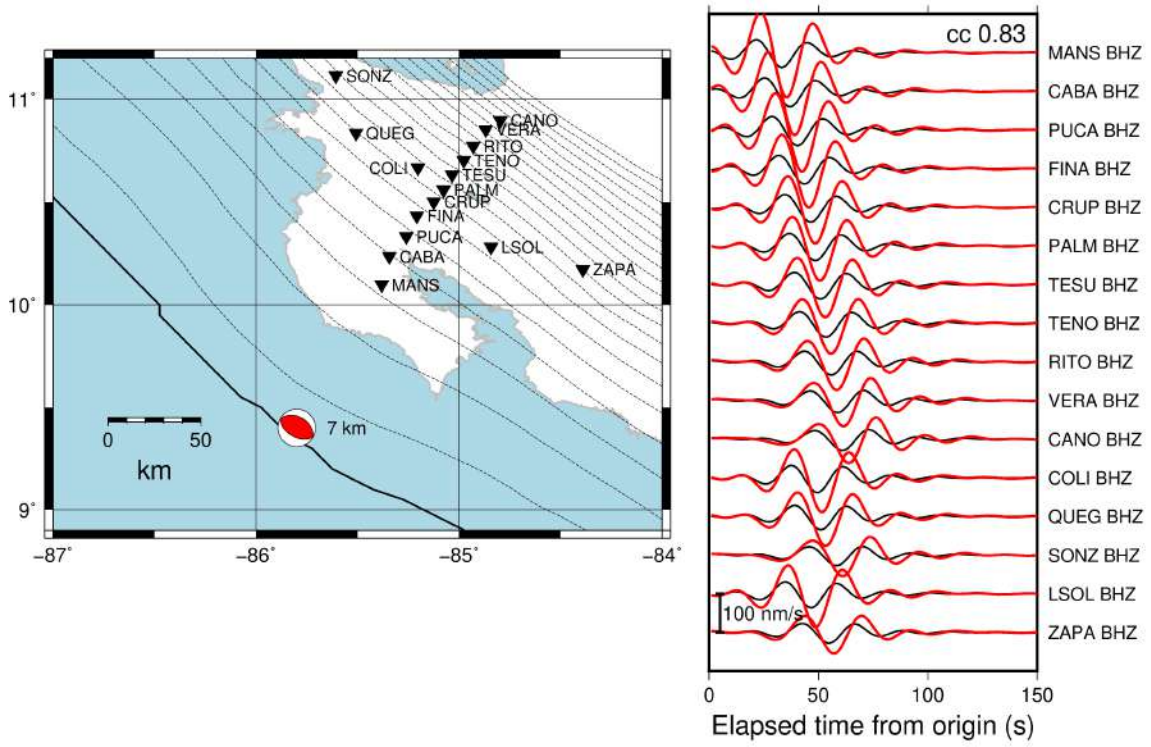 11°
10°
9°
−87°
−86°
−85°
−84°
SONZ
CANO
VERA
QUEG
RITO
TENO
COLI
TESU
PALM
CRUP
FINA
PUCA
LSOL
CABA
ZAPA
MANS
7 km
0 50
km
cc 0.83
MANS BHZ
CABA BHZ
PUCA BHZ
FINA BHZ
CRUP BHZ
PALM BHZ
TESU BHZ
TENO BHZ
RITO BHZ
VERA BHZ
CANO BHZ
COLI BHZ
QUEG BHZ
SONZ BHZ
LSOL BHZ
100 nm/s
ZAPA BHZ
0 50 100 150
Elapsed time from origin (s)